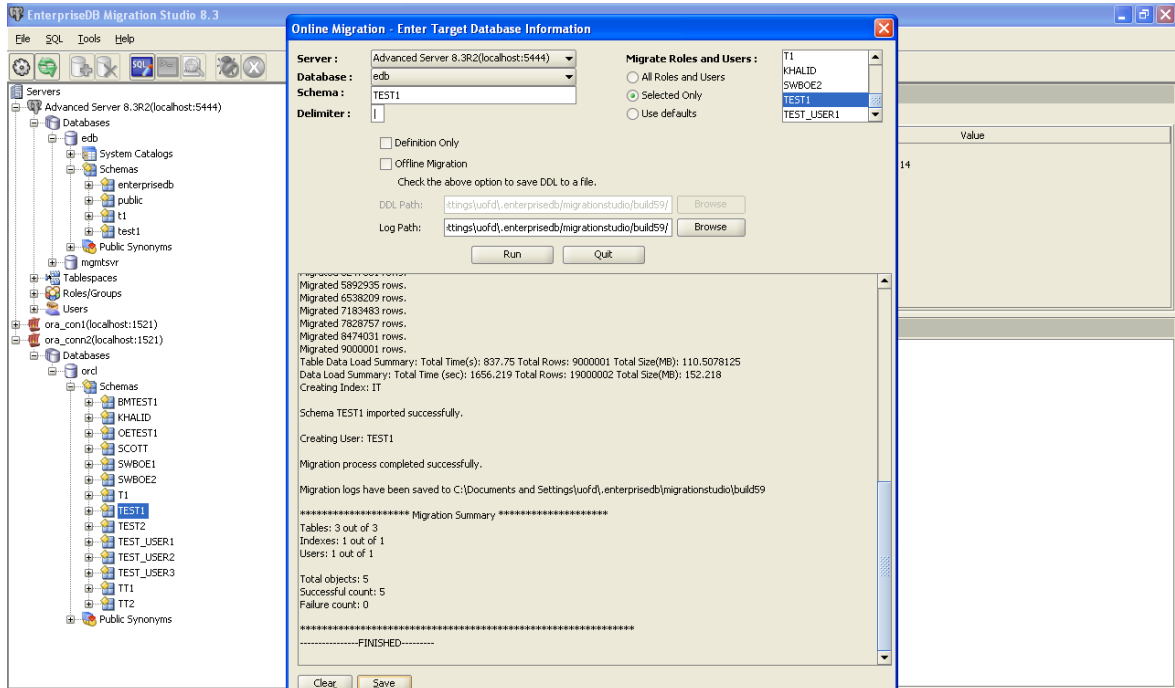 EnterpriseDB Migration Studio 8.3
File SQL Tools Help
SQL
Servers
Advanced Server 8.3R2(localhost:5444)
Databases
edb
System Catalogs
Schemas
enterprisedb
public
t1
test1
Public Synonyms
mgmtsvr
Tablespaces
Roles/Groups
Users
ora_con1(localhost:1521)
ora_conn2(localhost:1521)
Databases
orcl
Schemas
BMTEST1
KHALID
OETEST1
SCOTT
SWBOE1
SWBOE2
T1
TEST1
TEST2
TEST_USER1
TEST_USER2
TEST_USER3
TT1
TT2
Public Synonyms
Online Migration - Enter Target Database Information
Server : Advanced Server 8.3R2(localhost:5444)
Database : edb
Schema : TEST1
Delimiter : |
Migrate Roles and Users :
All Roles and Users
Selected Only
Use defaults
T1
KHALID
SWBOE2
TEST1
TEST_USER1
Definition Only
Offline Migration
Check the above option to save DDL to a file.
DDL Path: ttings\uofd\.enterprisedb/migrationstudio/build59/ Browse
Log Path: ttings\uofd\.enterprisedb/migrationstudio/build59/ Browse
Run Quit
Migrated 5892935 rows.
Migrated 6538209 rows.
Migrated 7183483 rows.
Migrated 7828757 rows.
Migrated 8474031 rows.
Migrated 9000001 rows.
Table Data Load Summary: Total Time(s): 837.75 Total Rows: 9000001 Total Size(MB): 110.5078125
Data Load Summary: Total Time (sec): 1656.219 Total Rows: 19000002 Total Size(MB): 152.218
Creating Index: IT
Schema TEST1 imported successfully.
Creating User: TEST1
Migration process completed successfully.
Migration logs have been saved to C:\Documents and Settings\uofd\.enterprisedb\migrationstudio\build59
******************** Migration Summary ********************
Tables: 3 out of 3
Indexes: 1 out of 1
Users: 1 out of 1
Total objects: 5
Successful count: 5
Failure count: 0
*************************************************************
----------------FINISHED---------
Clear Save
Value
14